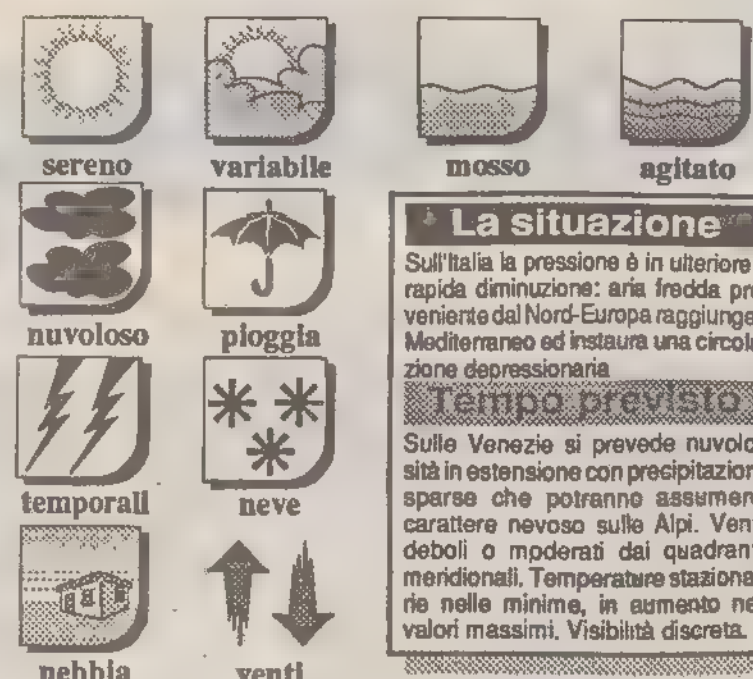 sereno
variabile
mosso
agitato
nuvoloso
pioggia
temporali
neve
nebbia
venti
La situazione
Sull'Italia la pressione è in ulteriore
rapida diminuzione: aria fredda pro
veniente dal Nord-Europa raggiunge
Mediterraneo ed instaura una circola
zione depressionaria
Tempo previsto
Sulle Venezie si prevede nuvolo
sità in estensione con precipitazion
sparse che potranno assumer
carattere nevoso sulle Alpi. Vent
deboli o moderati dai quadrant
meridionali. Temperature staziona
rie nelle minime, in aumento ne
valori massimi. Visibilità discreta.